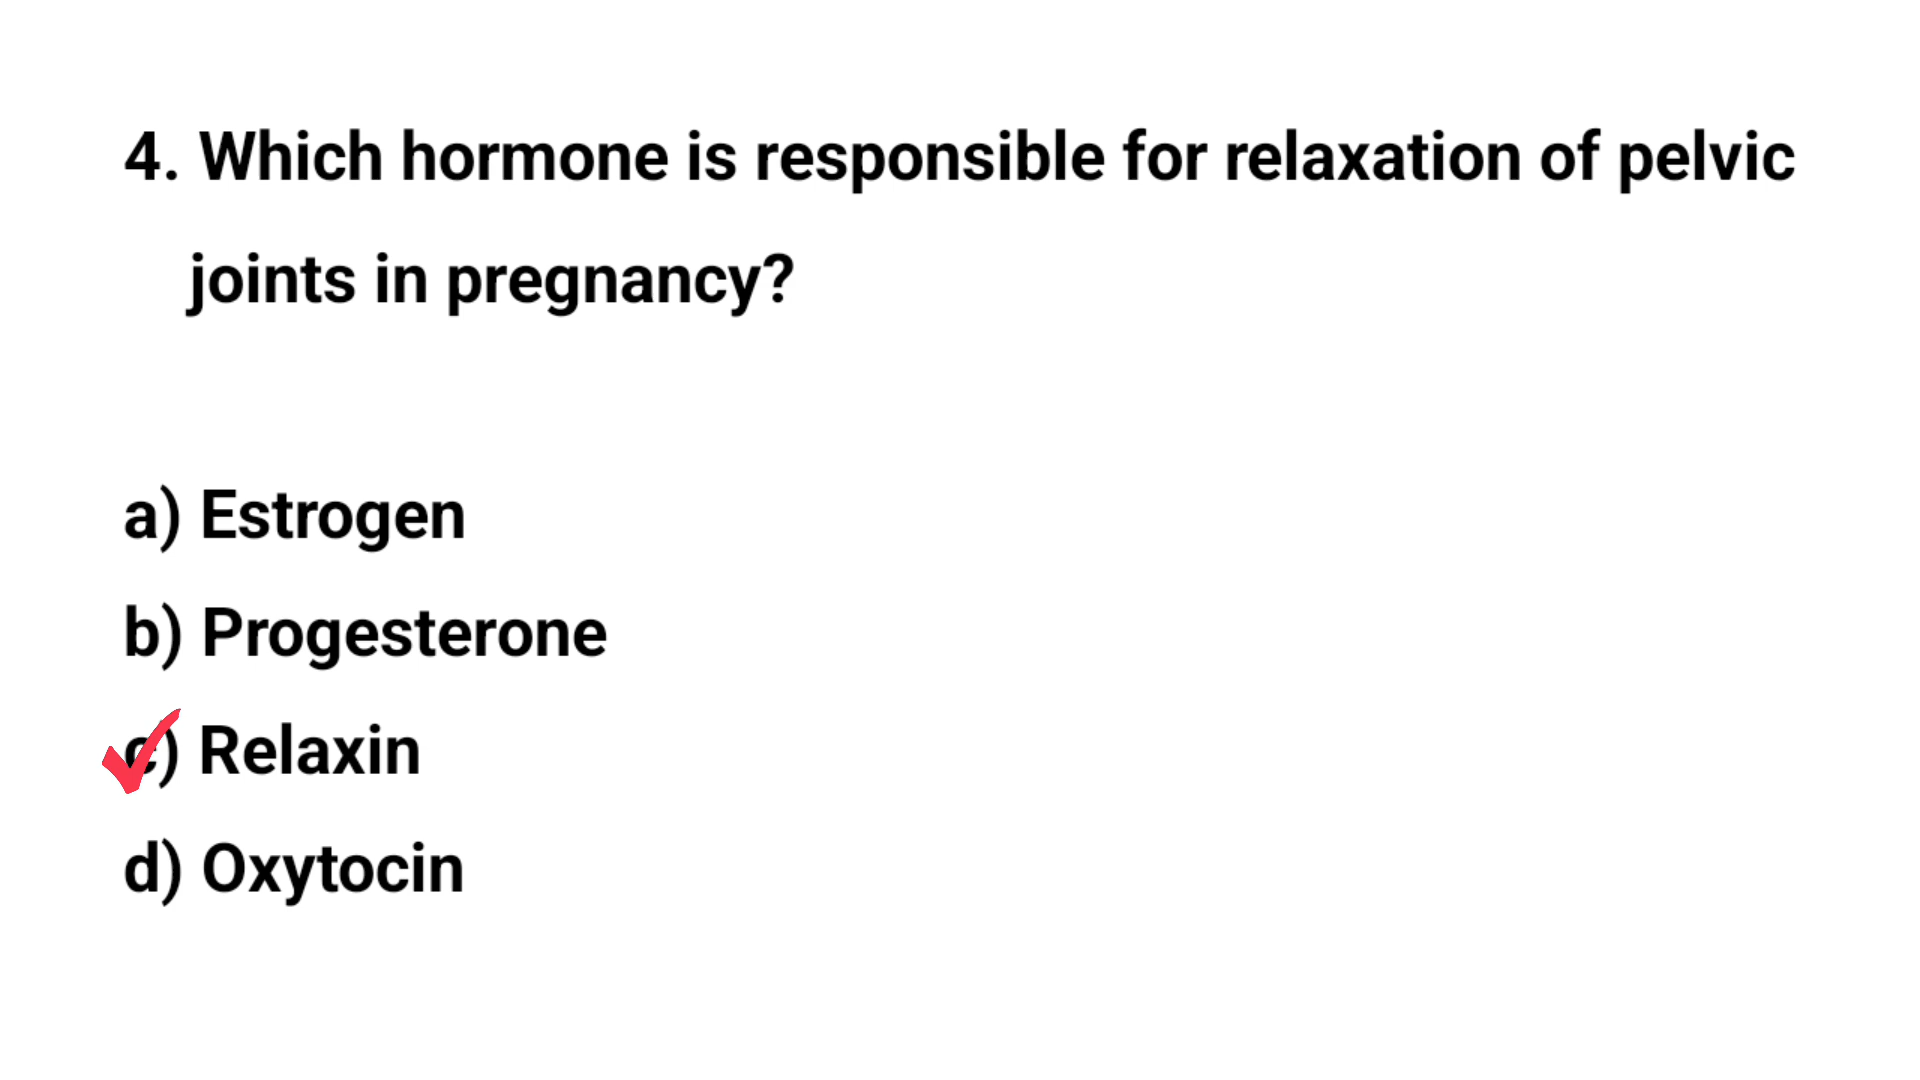 4. Which hormone is responsible for relaxation of pelvic
joints in pregnancy?
a) Estrogen
b) Progesterone
c) Relaxin
d) Oxytocin